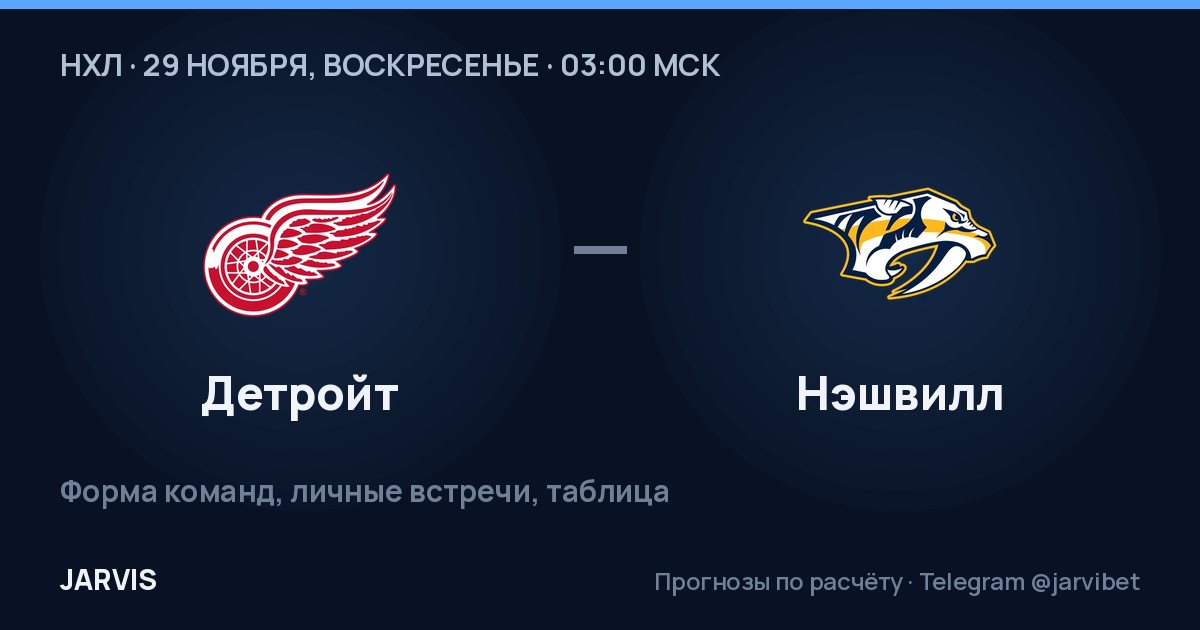 НХЛ · 29 НОЯБРЯ, ВОСКРЕСЕНЬЕ · 03:00 МСК
—
Детройт
Нэшвилл
Форма команд, личные встречи, таблица
JARVIS
Прогнозы по расчёту · Telegram @jarvibet